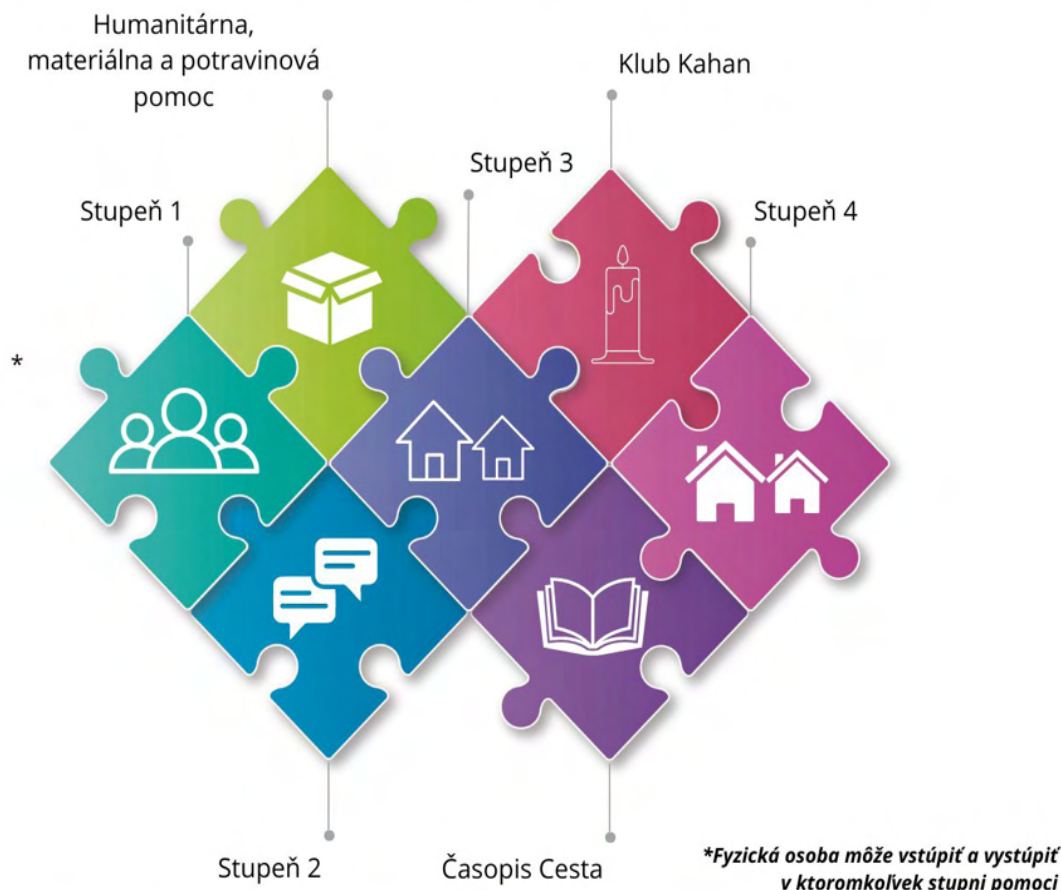 Humanitárna,
materiálna a potravinová
pomoc
Klub Kahan
Stupeň 3
Stupeň 1
Stupeň 4
*
Stupeň 2
Časopis Cesta
*Fyzická osoba môže vstúpiť a vystúpiť
v ktoromkoľvek stupni pomoci